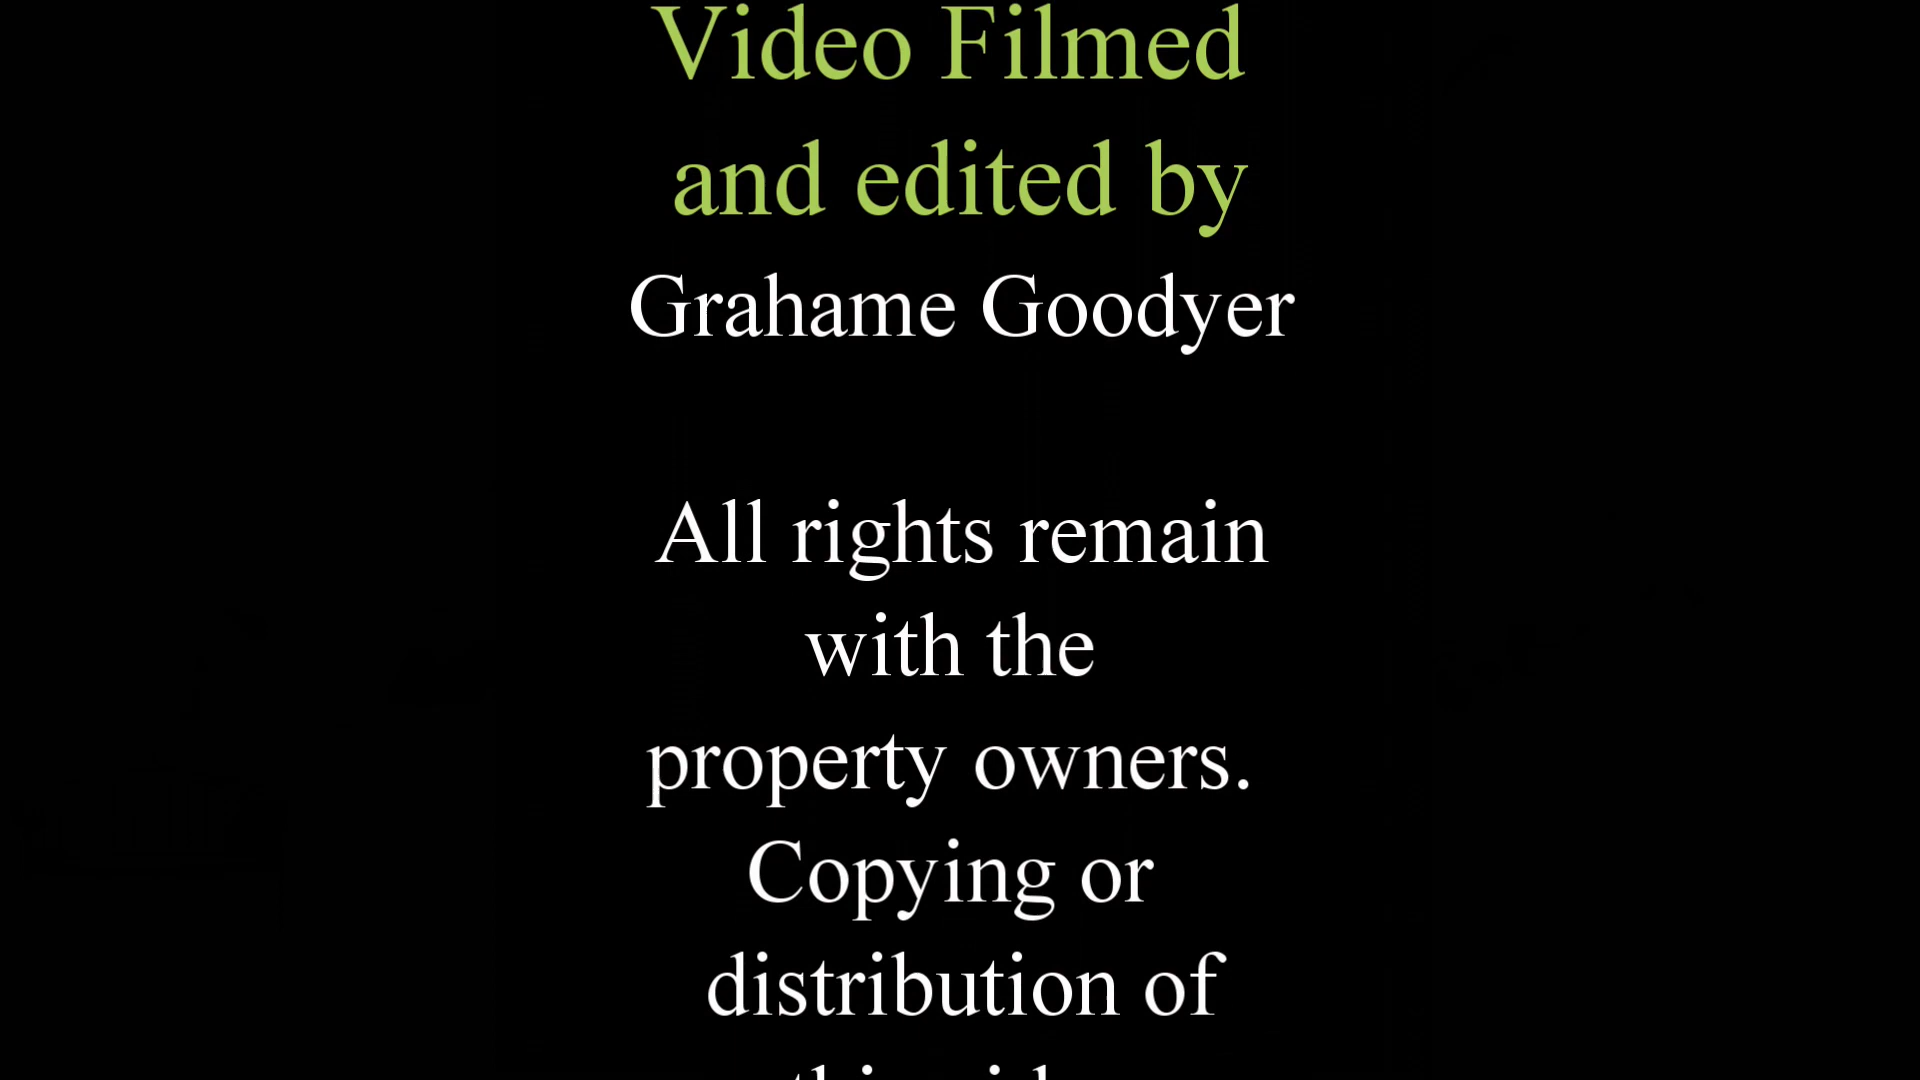 Video Filmed
and edited by
Grahame Goodyer
All rights remain
with the
property owners.
Copying or
distribution of